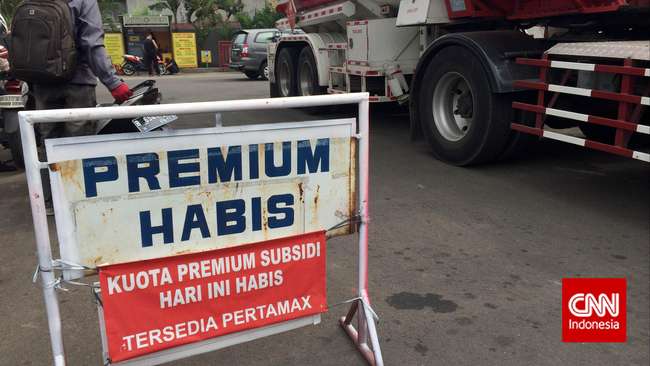 PREMIUM
HABIS
KUOTA PREMIUM SUBSIDI
HARI INI HABIS
TERSEDIA PERTAMAX
CNN
Indonesia